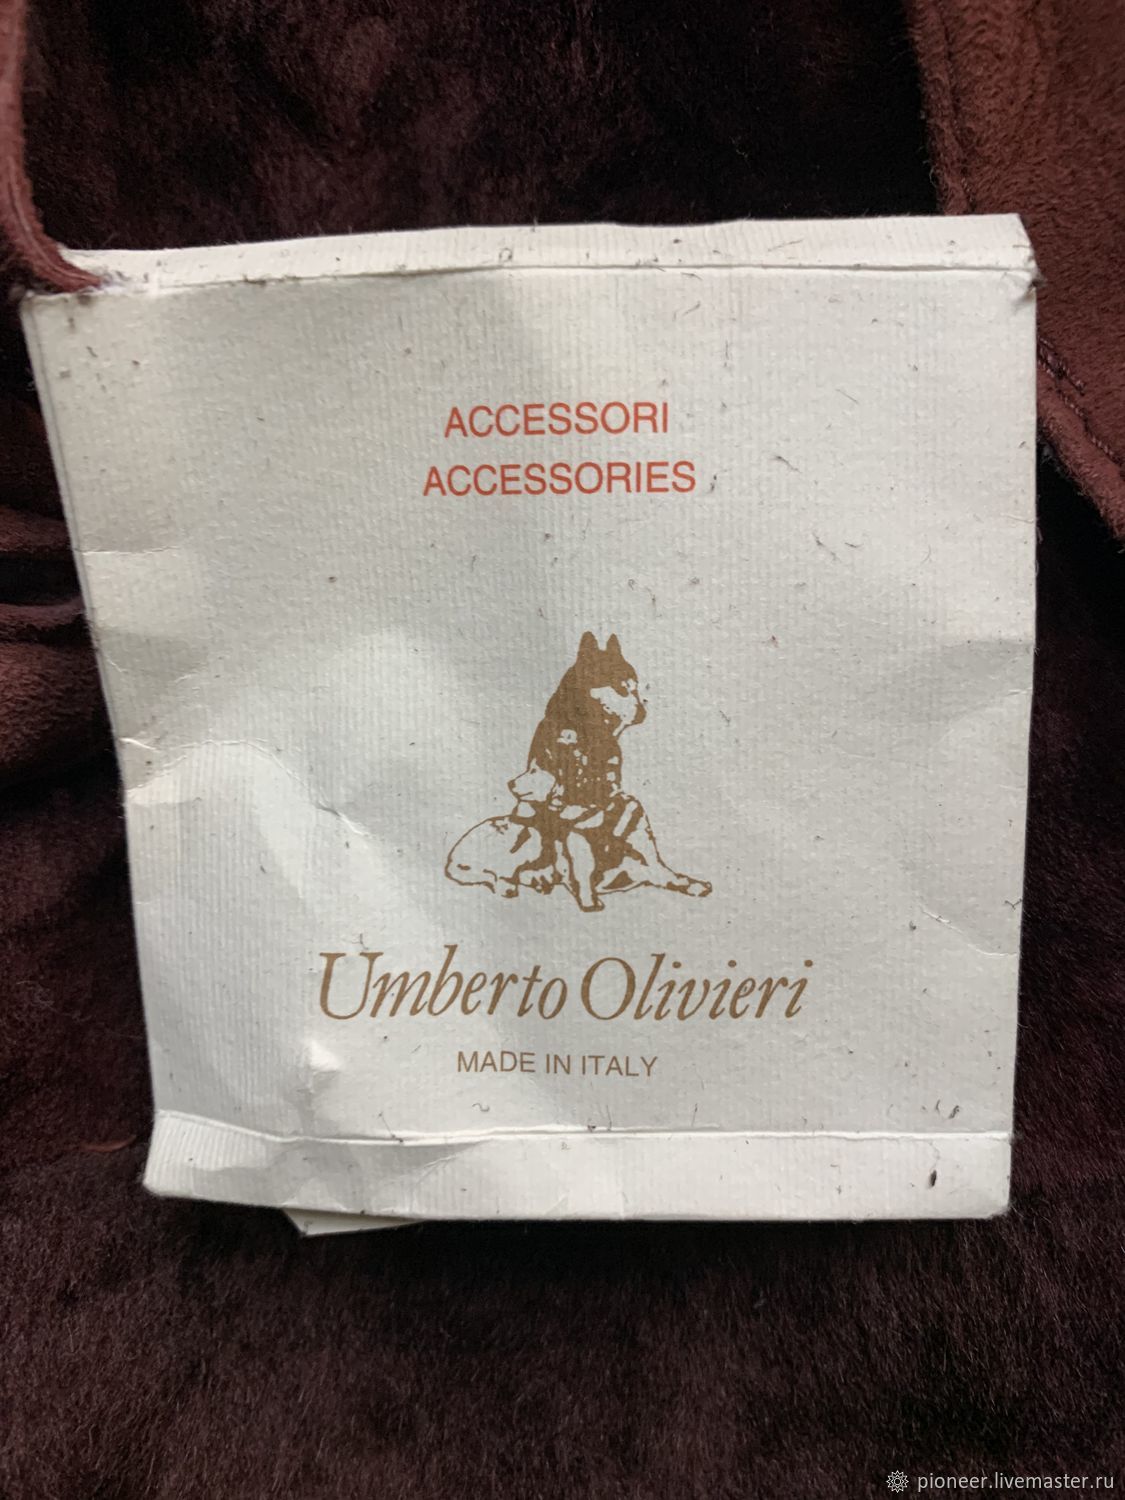 ACCESSORI
ACCESSORIES
Umberto Olivieri
MADE IN ITALY
pioneer.livemaster.ru